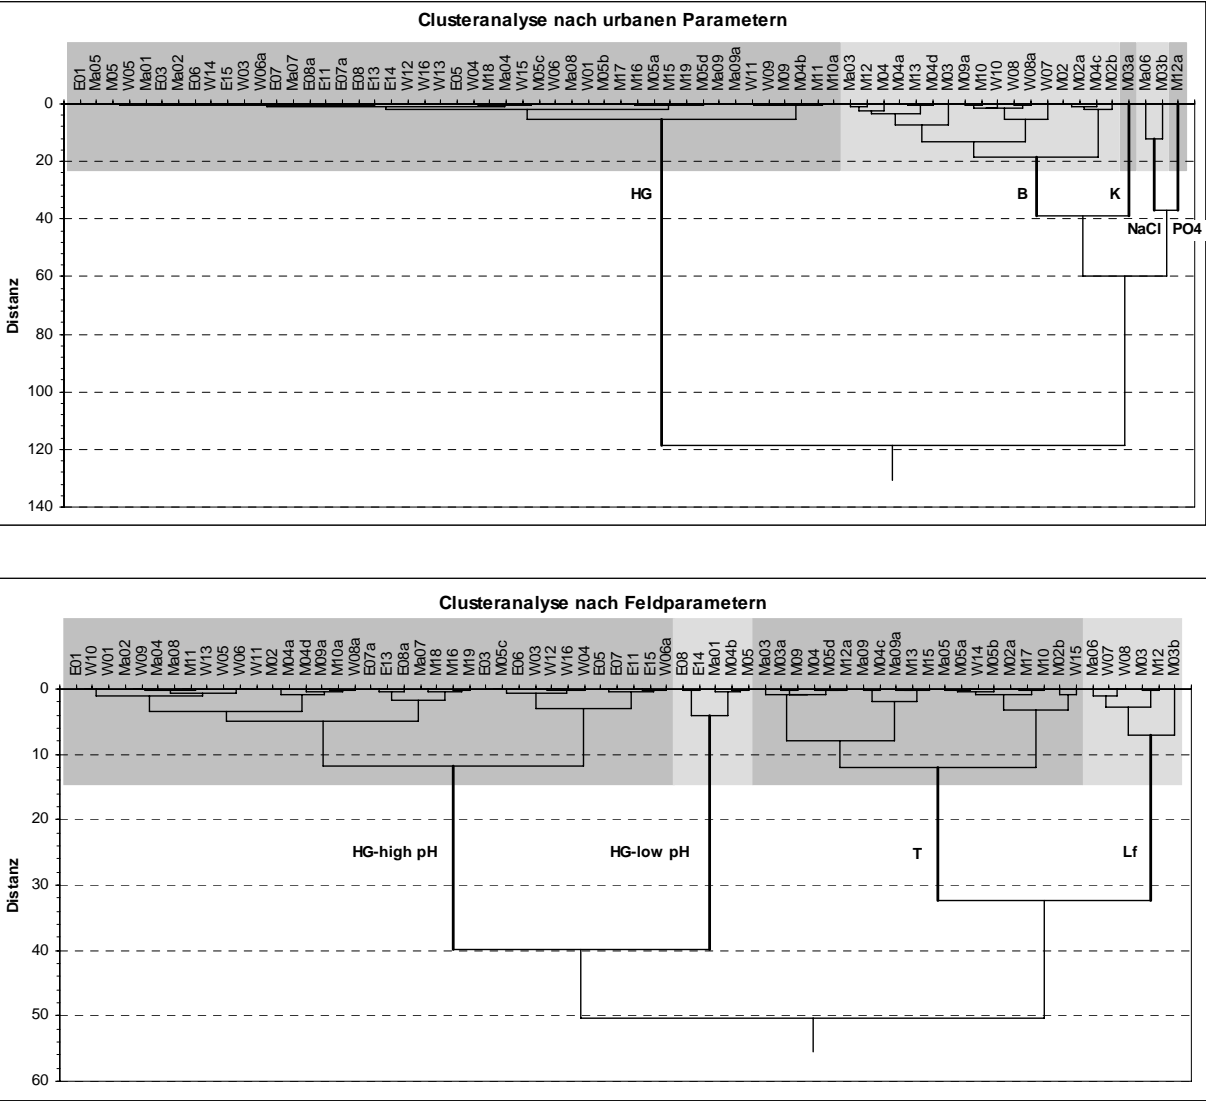 Clusteranalyse nach urbanen Parametern
E01 Ma05 M05 W05 Ma01 E03 Ma02 E06 W14 E15 W03 W06a E07 Ma07 E08a E11 E07a E08 E13 E14 W12 W16 W13 E05 W04 M18 Ma04 W15 M05c W06 Ma08 W01 M05b M17 M16 M05a M15 M19 M05d Ma09 Ma09a W11 W09 M09 M04b M11 M10a Ma03 M12 M04 M04a M13 M04d M03 M09a M10 W10 W08 W08a W07 M02 M02a M04c M02b M03a Ma06 M03b M12a
0
20
HG B K
40
NaCl PO4
60
Distanz
80
100
120
140
Clusteranalyse nach Feldparametern
E01 W10 W01 Ma02 W09 Ma04 Ma08 M11 W13 W05 W06 W11 M02 M04a M04d M09a M10a W08a E07a E13 E08a Ma07 M18 M16 M19 E03 M05c E06 W03 W12 W16 W04 E05 E07 E11 E15 W06a E08 E14 Ma01 M04b M05 Ma03 M03a M09 M04 M05d M12a Ma09 M04c Ma09a M13 M15 Ma05 M05a W14 M05b M02a M17 M10 M02b W15 Ma06 W07 W08 M03 M12 M03b
0
10
20
HG-high pH HG-low pH T Lf
30
Distanz
40
50
60